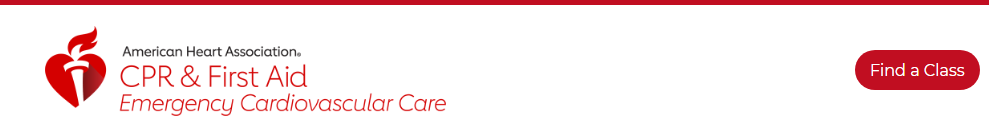 American Heart Association®
CPR & First Aid
Emergency Cardiovascular Care
Find a Class